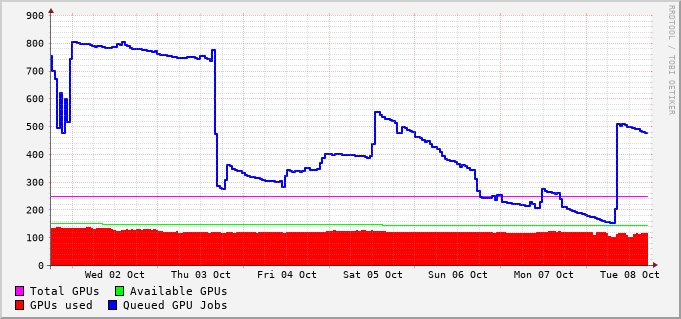 RRDTOOL / TOBI OETIKER
900
800
700
600
500
400
300
200
100
0
Wed 02 Oct Thu 03 Oct Fri 04 Oct Sat 05 Oct Sun 06 Oct Mon 07 Oct Tue 08 Oct
Total GPUs Available GPUs
GPUs used Queued GPU Jobs